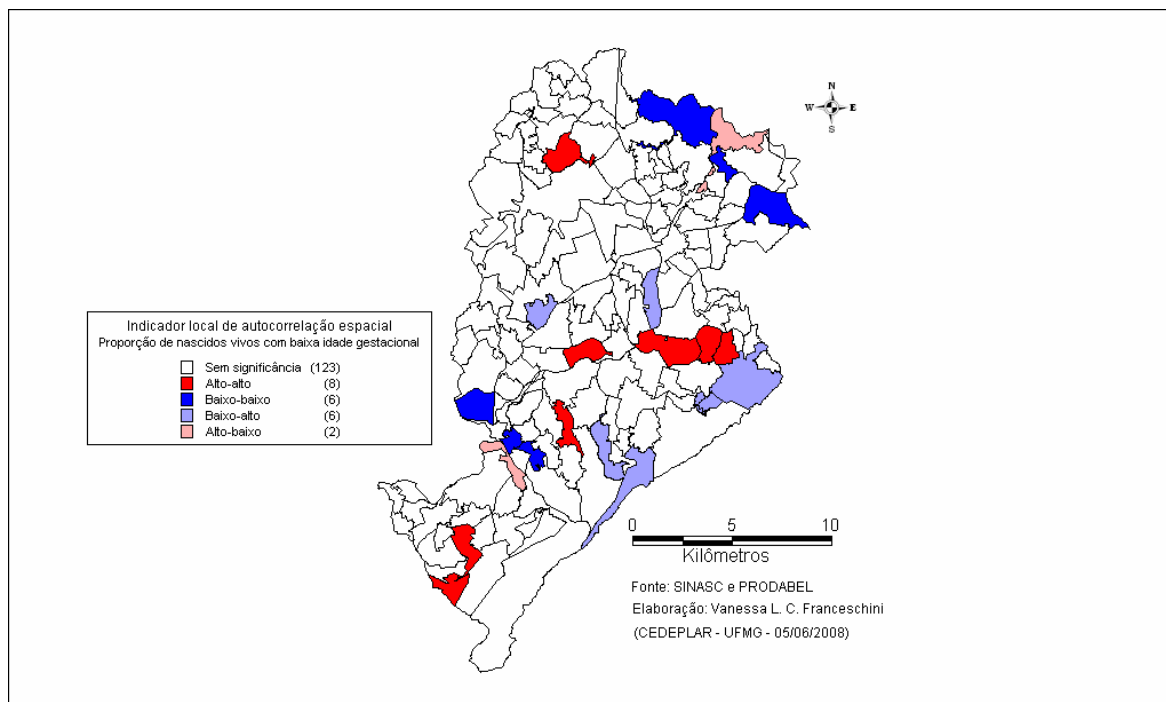 N
W E
S
Indicador local de autocorrelação espacial
Proporção de nascidos vivos com baixa idade gestacional
Sem significância (123)
Alto-alto (8)
Baixo-baixo (6)
Baixo-alto (6)
Alto-baixo (2)
0 5 10
Kilômetros
Fonte: SINASC e PRODABEL
Elaboração: Vanessa L. C. Franceschini
(CEDEPLAR - UFMG - 05/06/2008)